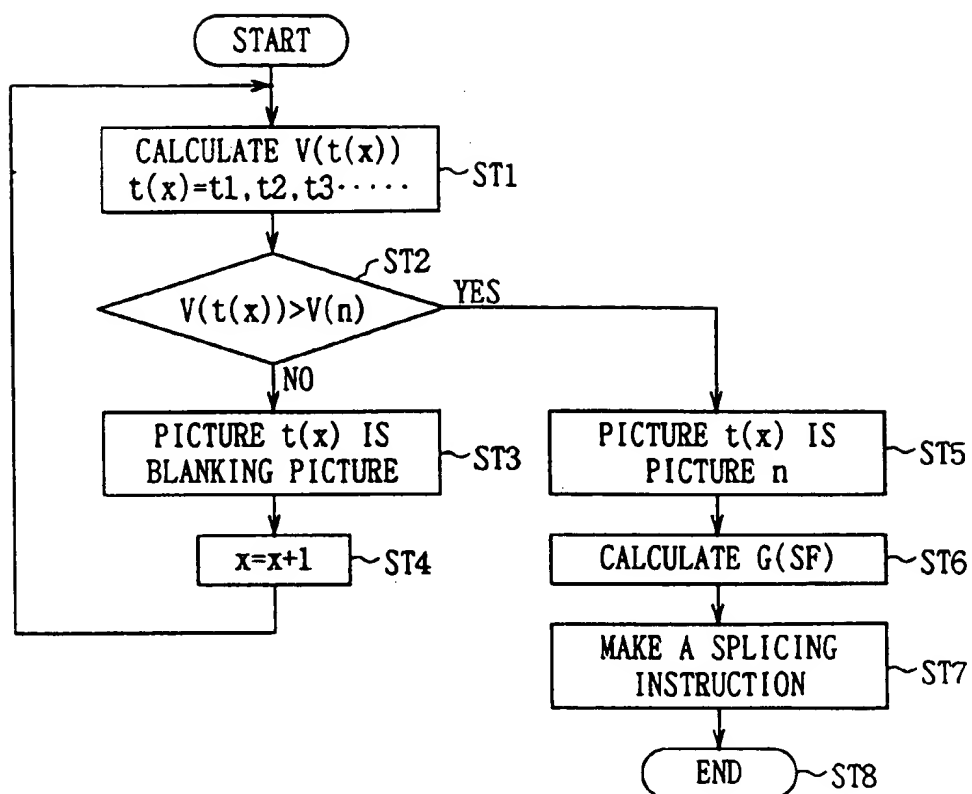 START
CALCULATE V(t(x))
t(x)=t1,t2,t3·····
ST1
ST2
V(t(x))>V(n)
YES
NO
PICTURE t(x) IS
BLANKING PICTURE
ST3
x=x+1
ST4
PICTURE t(x) IS
PICTURE n
ST5
CALCULATE G(SF)
ST6
MAKE A SPLICING
INSTRUCTION
ST7
END
ST8